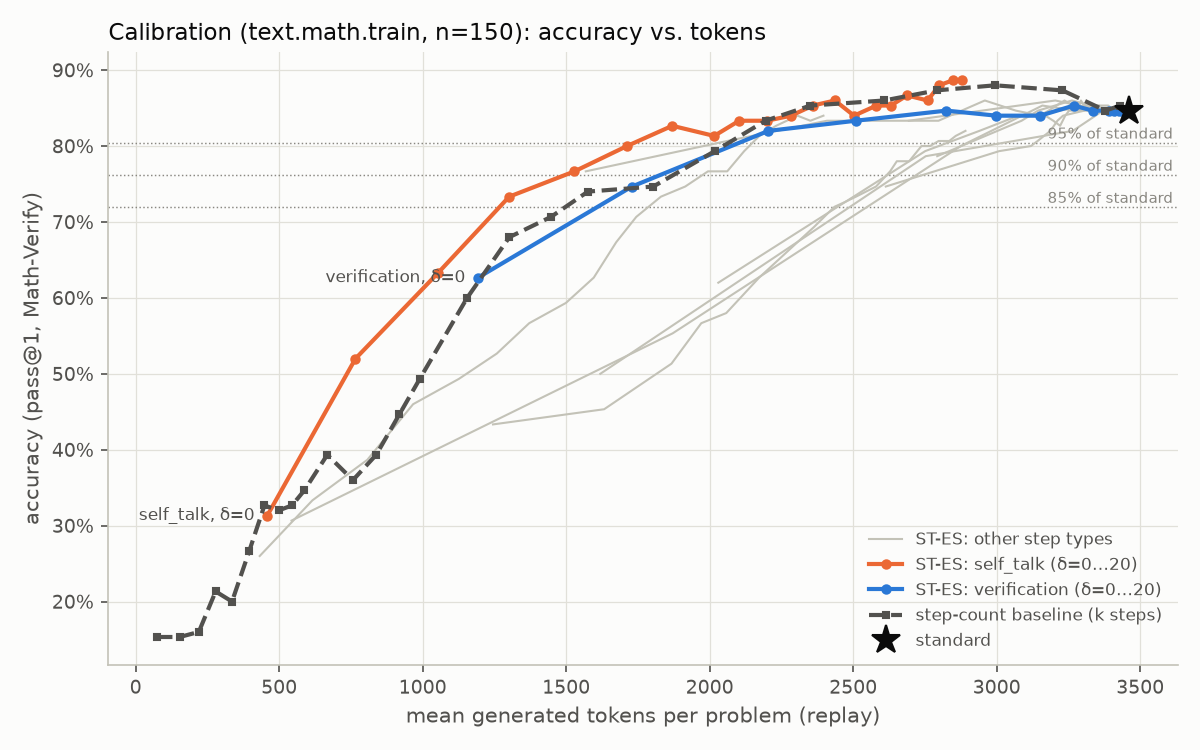 Calibration (text.math.train, n=150): accuracy vs. tokens
accuracy (pass@1, Math-Verify)
90%
80%
70%
60%
50%
40%
30%
20%
95% of standard
90% of standard
85% of standard
verification, δ=0
self_talk, δ=0
ST-ES: other step types
ST-ES: self_talk (δ=0…20)
ST-ES: verification (δ=0…20)
step-count baseline (k steps)
standard
0 500 1000 1500 2000 2500 3000 3500
mean generated tokens per problem (replay)